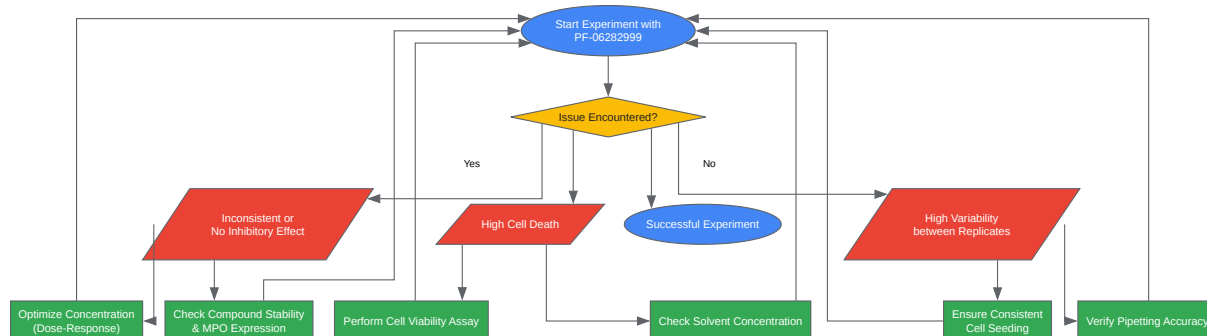 Start Experiment with
PF-06282999
Issue Encountered?
Yes
No
Inconsistent or
No Inhibitory Effect
High Cell Death
Successful Experiment
High Variability
between Replicates
Optimize Concentration
(Dose-Response)
Check Compound Stability
& MPO Expression
Perform Cell Viability Assay
Check Solvent Concentration
Ensure Consistent
Cell Seeding
Verify Pipetting Accuracy